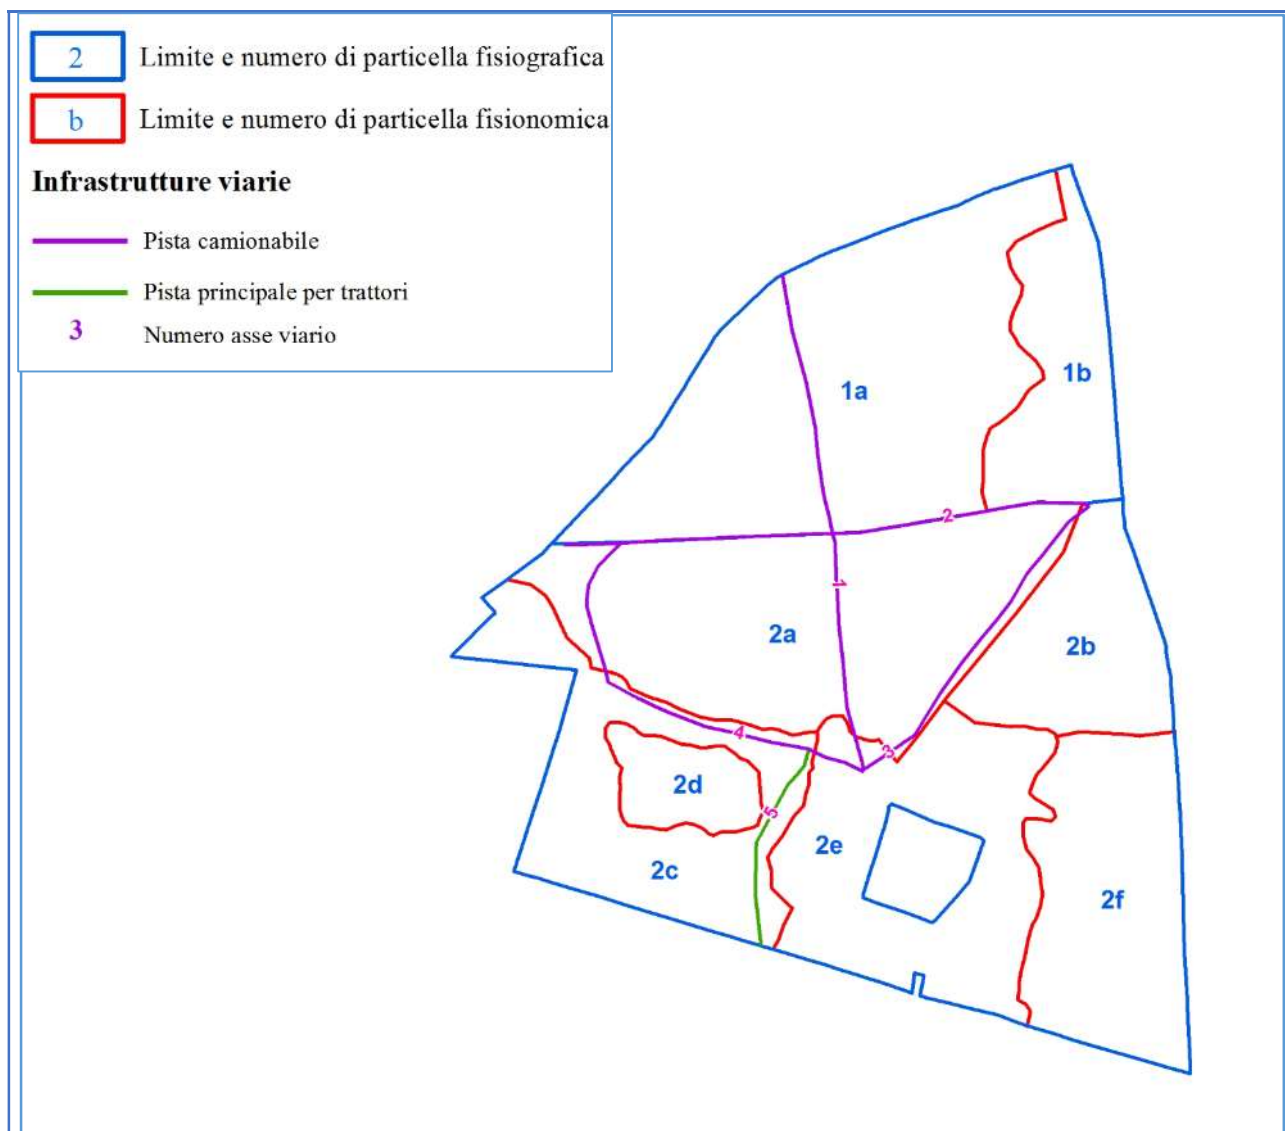 2 Limite e numero di particella fisiografica
b Limite e numero di particella fisionomica
Infrastrutture viarie
Pista camionabile
Pista principale per trattori
3 Numero asse viario
1a
1b
2
1
2a
2b
4
3
2d
5
2e
2c
2f